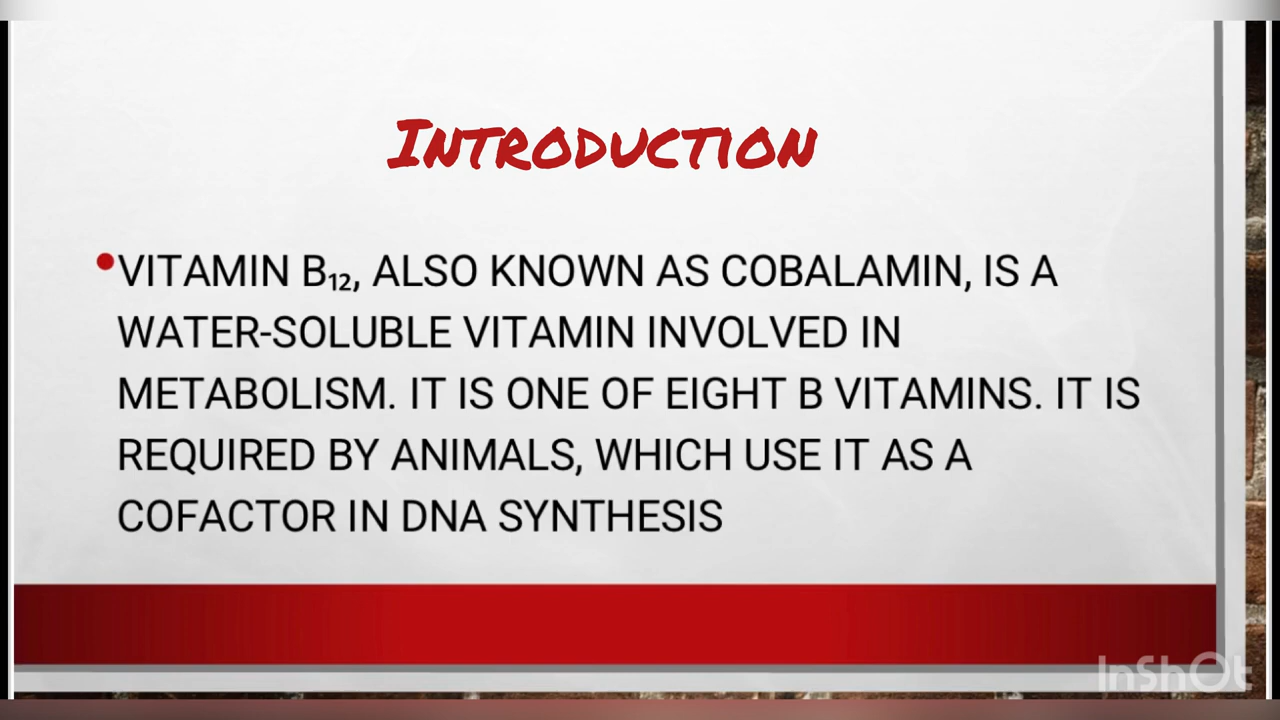 INTRODUCTION
•VITAMIN B₁₂, ALSO KNOWN AS COBALAMIN, IS A
WATER-SOLUBLE VITAMIN INVOLVED IN
METABOLISM. IT IS ONE OF EIGHT B VITAMINS. IT IS
REQUIRED BY ANIMALS, WHICH USE IT AS A
COFACTOR IN DNA SYNTHESIS
InShOt